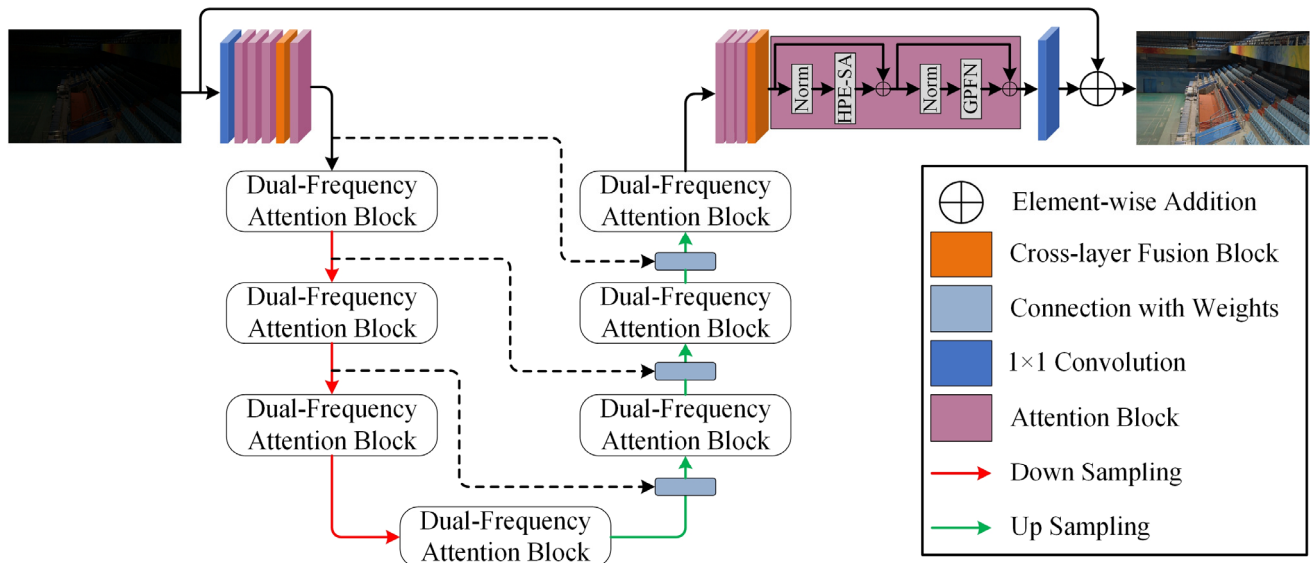 Norm
HPE-SA
Norm
GPFN
Dual-Frequency
Attention Block
Dual-Frequency
Attention Block
Dual-Frequency
Attention Block
Dual-Frequency
Attention Block
Dual-Frequency
Attention Block
Dual-Frequency
Attention Block
Dual-Frequency
Attention Block
Element-wise Addition
Cross-layer Fusion Block
Connection with Weights
1×1 Convolution
Attention Block
Down Sampling
Up Sampling